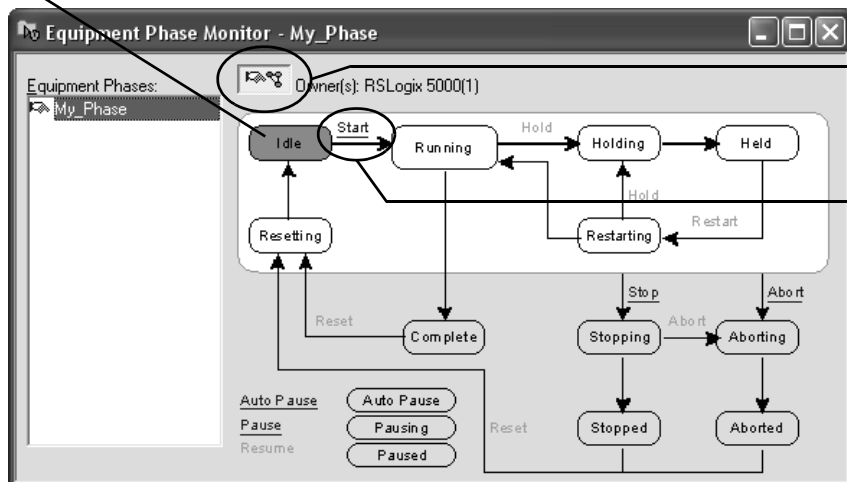 Equipment Phase Monitor - My_Phase
Equipment Phases:
Owner(s): RSLogix 5000(1)
My_Phase
Idle
Start
Running
Hold
Holding
Held
Hold
Resetting
Restarting
Restart
Stop
Abort
Reset
Complete
Stopping
Abort
Aborting
Auto Pause
Auto Pause
Pause
Pausing
Reset
Stopped
Aborted
Resume
Paused